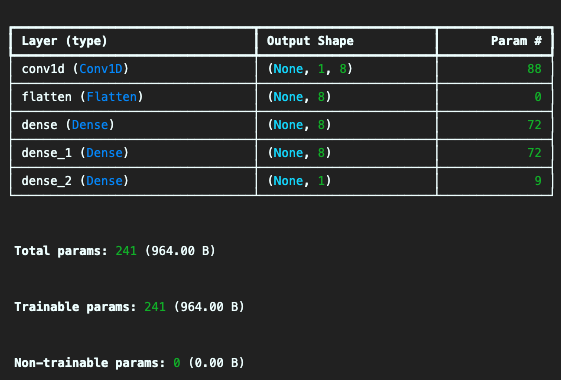 Layer (type) Output Shape Param #
conv1d (Conv1D) (None, 1, 8) 88
flatten (Flatten) (None, 8) 0
dense (Dense) (None, 8) 72
dense_1 (Dense) (None, 8) 72
dense_2 (Dense) (None, 1) 9
Total params: 241 (964.00 B)
Trainable params: 241 (964.00 B)
Non-trainable params: 0 (0.00 B)